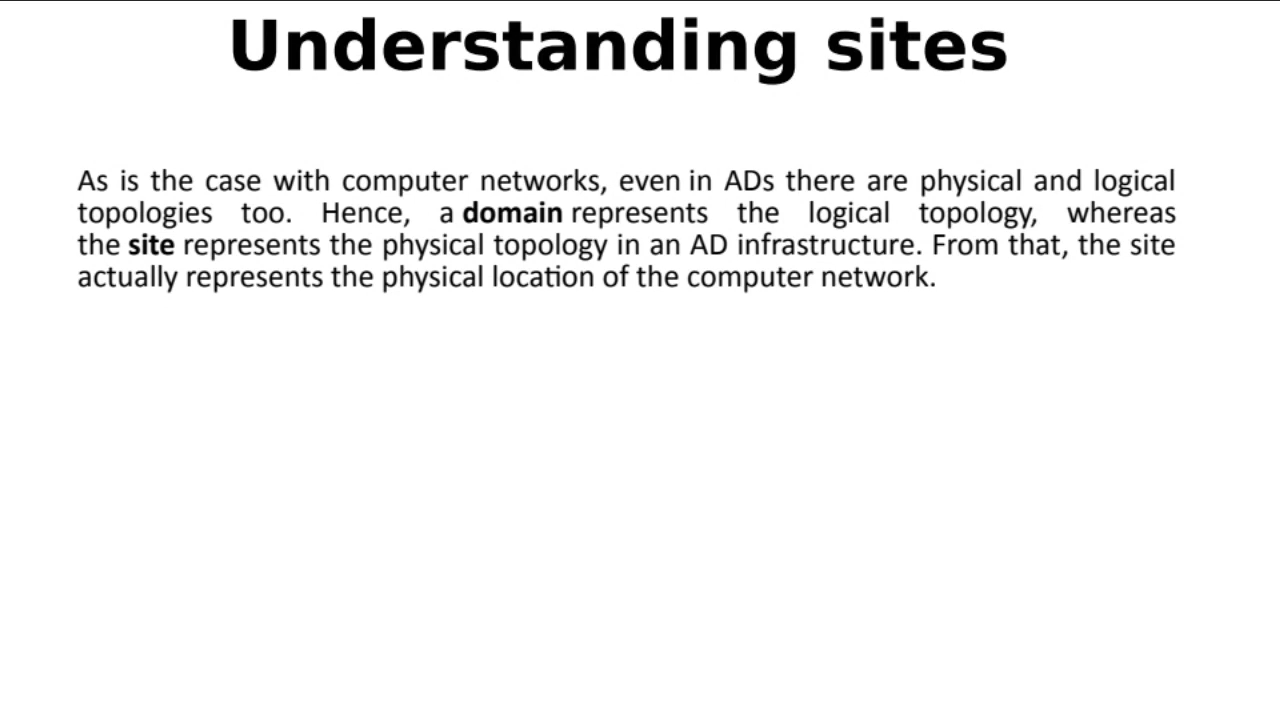 Understanding sites
As is the case with computer networks, even in ADs there are physical and logical
topologies too. Hence, a domain represents the logical topology, whereas
the site represents the physical topology in an AD infrastructure. From that, the site
actually represents the physical location of the computer network.